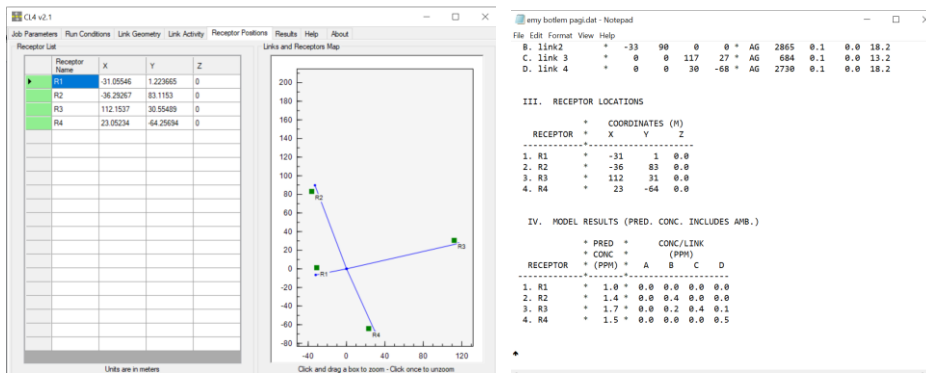 CL4 v2.1
Job Parameters Run Conditions Link Geometry Link Activity Receptor Positions Results Help About
Receptor List
Receptor Name X Y Z
R1 -31.05546 1.223665 0
R2 -36.29267 83.1153 0
R3 112.1537 30.55489 0
R4 23.05234 -64.25694 0
Units are in meters
Links and Receptors Map
200
180
160
140
120
100
80
60
40
20
0
-20
-40
-60
-80
R2
R3
R1
R4
-40 0 40 80 120
Click and drag a box to zoom - Click once to unzoom
emy botlem pagi.dat - Notepad
File Edit Format View Help
B. link2 * -33 90 0 0 * AG 2865 0.1 0.0 18.2
C. link 3 * 0 0 117 27 * AG 684 0.1 0.0 13.2
D. link 4 * 0 0 30 -68 * AG 2730 0.1 0.0 18.2
III. RECEPTOR LOCATIONS
* COORDINATES (M)
RECEPTOR * X Y Z
------------*---------------------
1. R1 * -31 1 0.0
2. R2 * -36 83 0.0
3. R3 * 112 31 0.0
4. R4 * 23 -64 0.0
IV. MODEL RESULTS (PRED. CONC. INCLUDES AMB.)
* PRED * CONC/LINK
* CONC * (PPM)
RECEPTOR * (PPM) * A B C D
------------*-------*--------------------
1. R1 * 1.0 * 0.0 0.0 0.0 0.0
2. R2 * 1.4 * 0.0 0.4 0.0 0.0
3. R3 * 1.7 * 0.0 0.2 0.4 0.1
4. R4 * 1.5 * 0.0 0.0 0.0 0.5